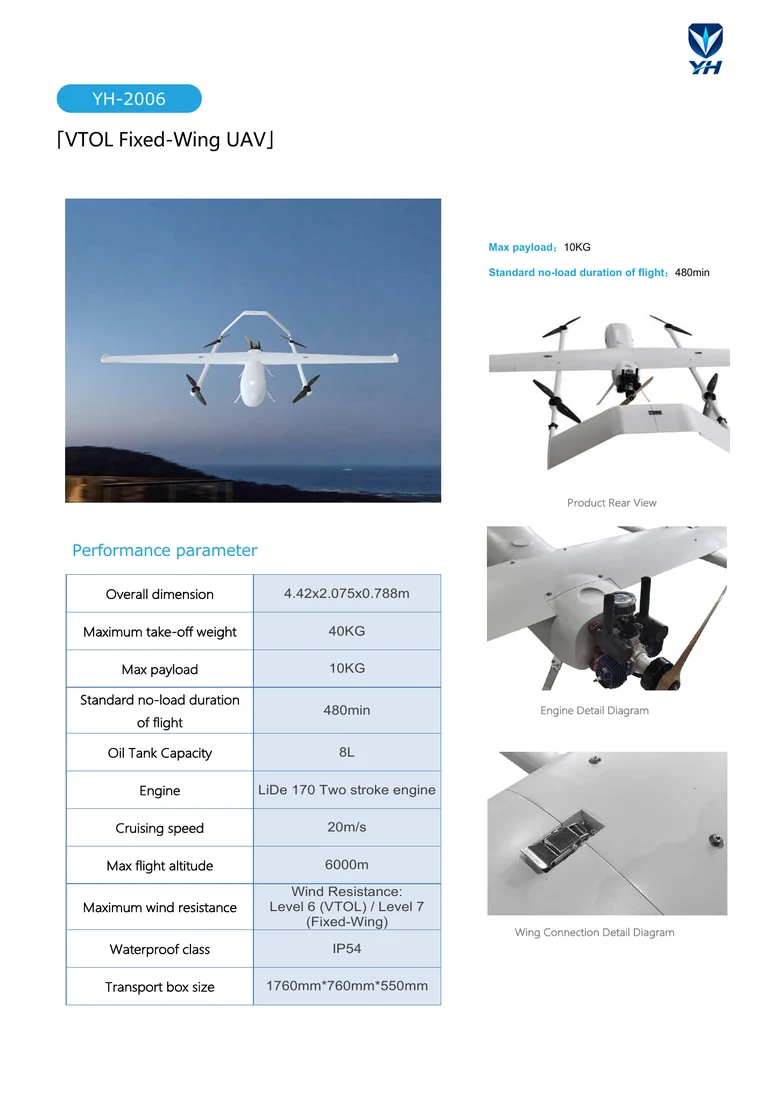 YH
YH-2006
「VTOL Fixed-Wing UAV」
Max payload：10KG
Standard no-load duration of flight：480min
Product Rear View
Performance parameter
Overall dimension 4.42x2.075x0.788m
Maximum take-off weight 40KG
Max payload 10KG
Standard no-load duration
of flight 480min
Oil Tank Capacity 8L
Engine LiDe 170 Two stroke engine
Cruising speed 20m/s
Max flight altitude 6000m
Maximum wind resistance Wind Resistance:
Level 6 (VTOL) / Level 7
(Fixed-Wing)
Waterproof class IP54
Transport box size 1760mm*760mm*550mm
Engine Detail Diagram
Wing Connection Detail Diagram